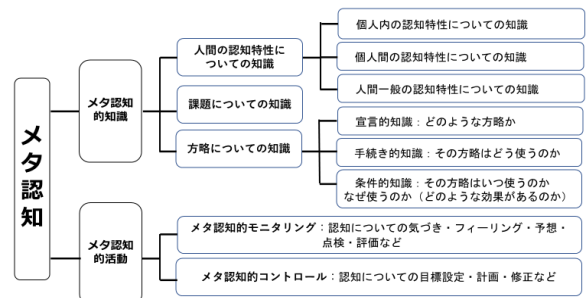 メタ認知
メタ認知
的知識
人間の認知特性に
ついての知識
個人内の認知特性についての知識
個人間の認知特性についての知識
人間一般の認知特性についての知識
課題についての知識
方略についての知識
宣言的知識：どのような方略か
手続き的知識：その方略はどう使うのか
条件的知識：その方略はいつ使うのか
なぜ使うのか（どのような効果があるのか）
メタ認知
的活動
メタ認知的モニタリング：認知についての気づき・フィーリング・予想・
点検・評価など
メタ認知的コントロール：認知についての目標設定・計画・修正など